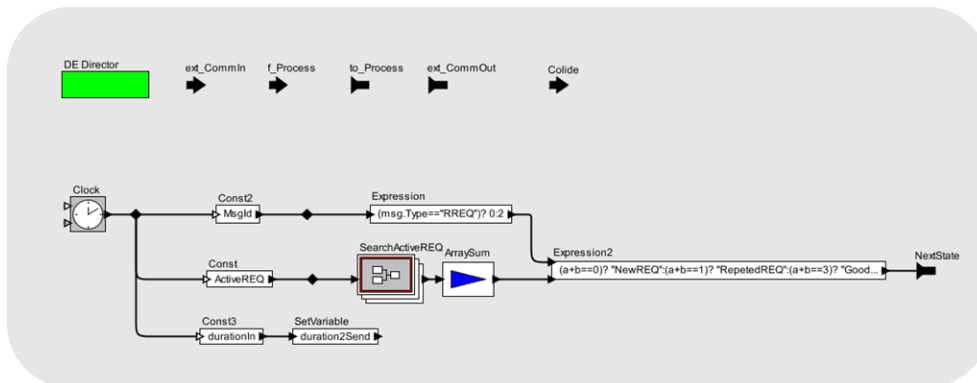 DE Director
ext_CommIn
f_Process
to_Process
ext_CommOut
Colide
Clock
Const2
MsgId
Expression
(msg.Type=="RREQ")? 0:2
Const
ActiveREQ
SearchActiveREQ
ArraySum
Expression2
(a+b==0)? "NewREQ":(a+b==1)? "RepetedREQ":(a+b==3)? "Good...
NextState
Const3
durationIn
SetVariable
duration2Send